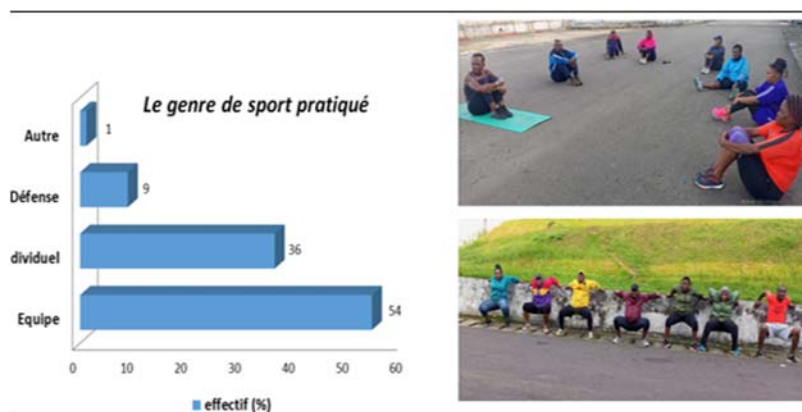 Le genre de sport pratiqué
Autre
1
Défense
9
dividuel
36
Equipe
54
0 10 20 30 40 50 60
effectif (%)